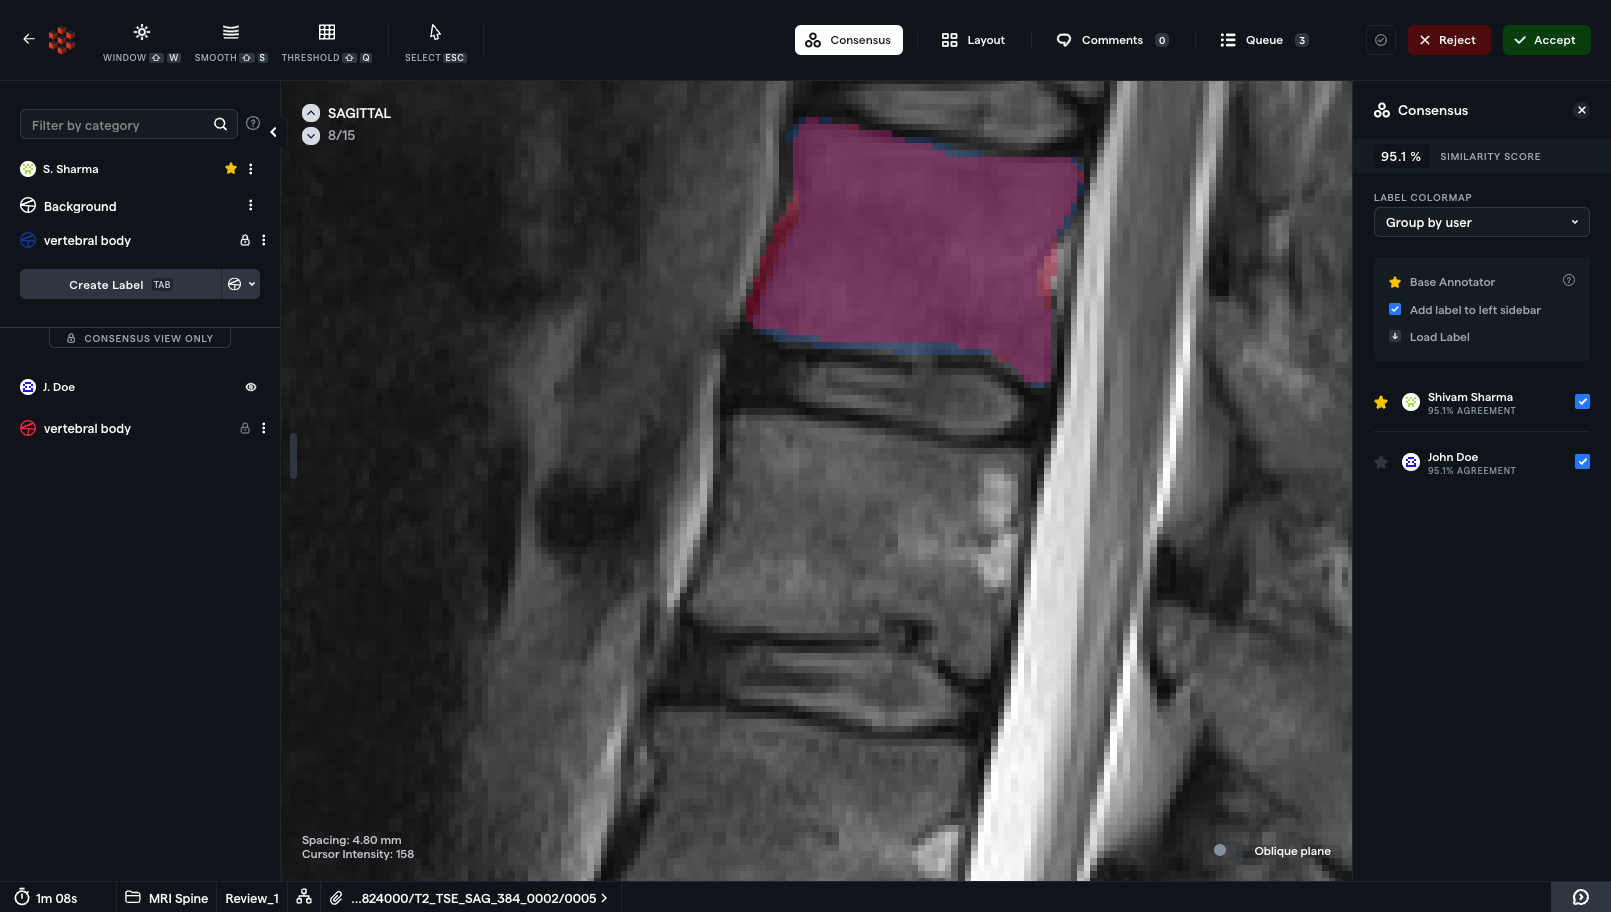 WINDOW ⇧ W
SMOOTH ⇧ S
THRESHOLD ⇧ Q
SELECT ESC
Consensus
Layout
Comments 0
Queue 3
Reject
Accept
Filter by category
S. Sharma
Background
vertebral body
Create Label TAB
CONSENSUS VIEW ONLY
J. Doe
vertebral body
SAGITTAL
8/15
Spacing: 4.80 mm
Cursor Intensity: 158
Oblique plane
Consensus
95.1 % SIMILARITY SCORE
LABEL COLORMAP
Group by user
Base Annotator
Add label to left sidebar
Load Label
Shivam Sharma
95.1% AGREEMENT
John Doe
95.1% AGREEMENT
1m 08s
MRI Spine
Review_1
...824000/T2_TSE_SAG_384_0002/0005